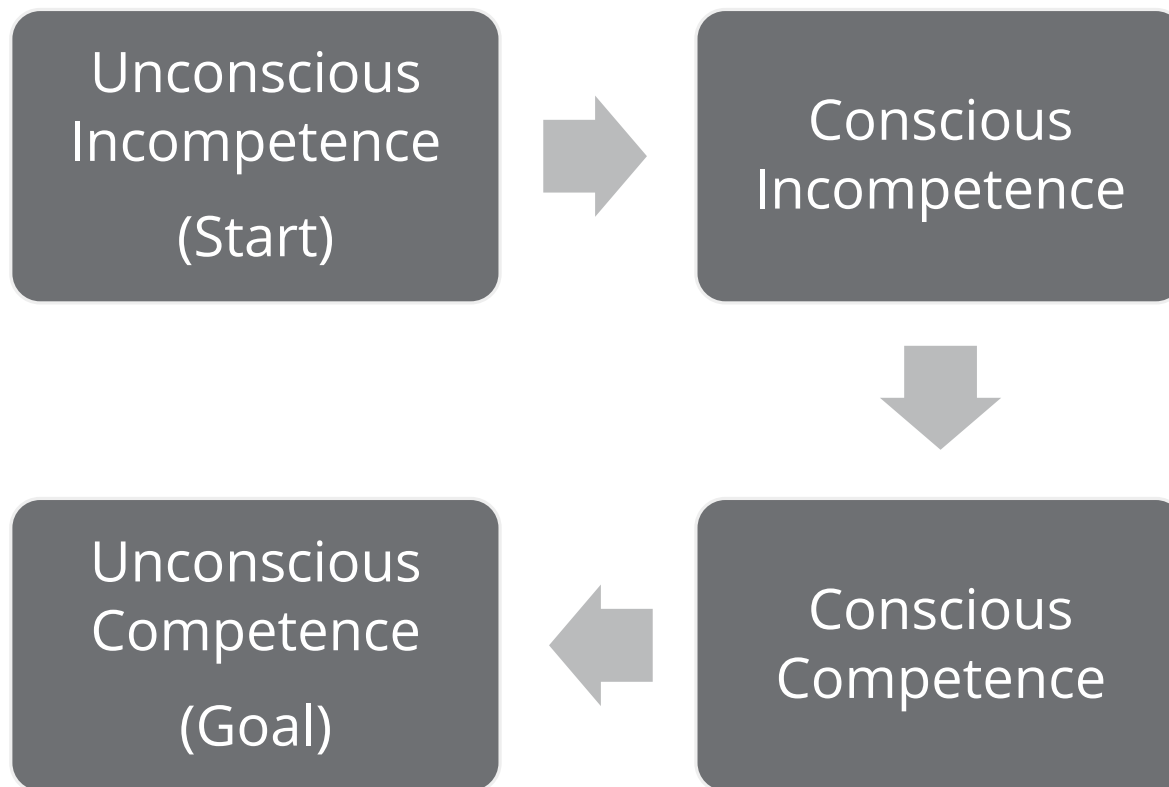 Unconscious
Incompetence
(Start)
Conscious
Incompetence
Conscious
Competence
Unconscious
Competence
(Goal)